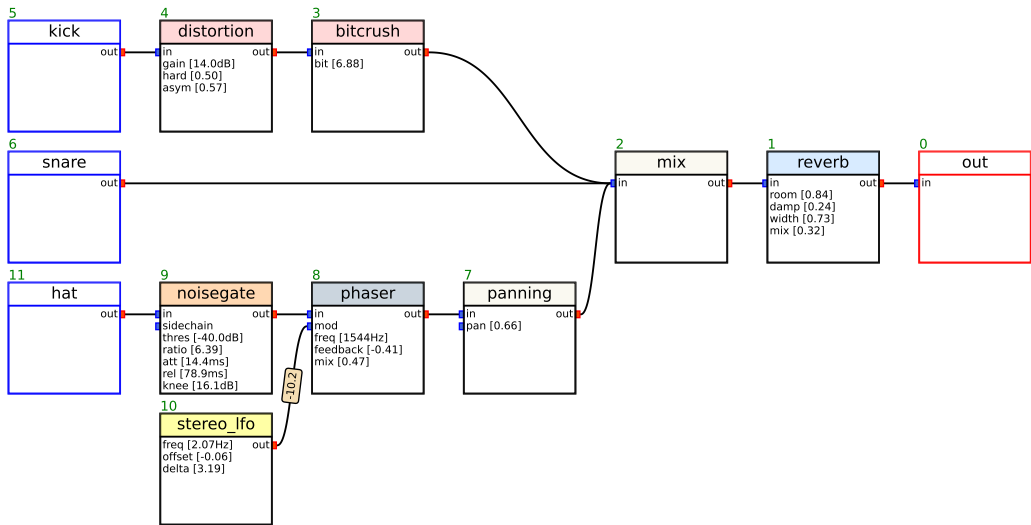 5
kick
out
4
distortion
in out
gain [14.0dB]
hard [0.50]
asym [0.57]
3
bitcrush
in out
bit [6.88]
6
snare
out
2
mix
in out
1
reverb
in out
room [0.84]
damp [0.24]
width [0.73]
mix [0.32]
0
out
in
11
hat
out
9
noisegate
in out
sidechain
thres [-40.0dB]
ratio [6.39]
att [14.4ms]
rel [78.9ms]
knee [16.1dB]
8
phaser
in out
mod
freq [1544Hz]
feedback [-0.41]
mix [0.47]
7
panning
in out
pan [0.66]
-10.2
10
stereo_lfo
freq [2.07Hz] out
offset [-0.06]
delta [3.19]